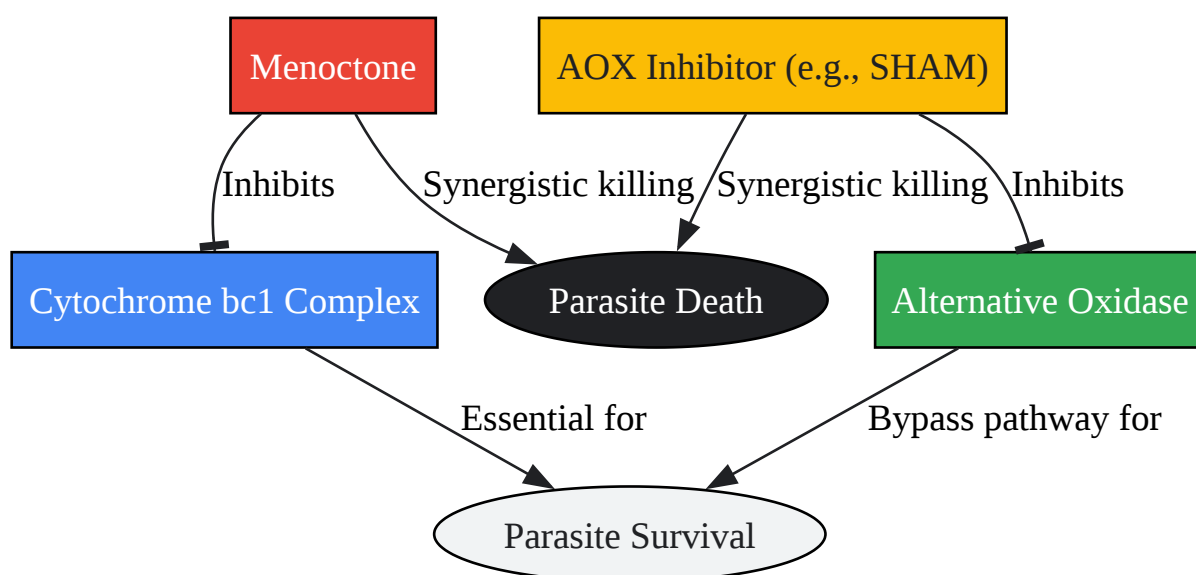 Menoctone
AOX Inhibitor (e.g., SHAM)
Inhibits
Synergistic killing
Synergistic killing
Inhibits
Cytochrome bc1 Complex
Parasite Death
Alternative Oxidase
Essential for
Bypass pathway for
Parasite Survival